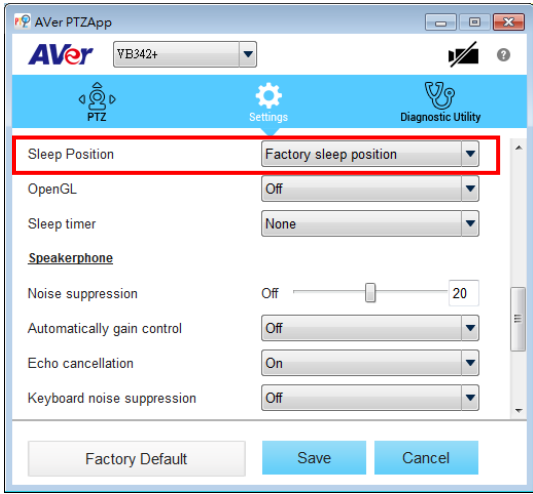 AVer PTZApp
AVer VB342+
PTZ Settings Diagnostic Utility
Sleep Position Factory sleep position
OpenGL Off
Sleep timer None
Speakerphone
Noise suppression Off 20
Automatically gain control Off
Echo cancellation On
Keyboard noise suppression Off
Factory Default Save Cancel